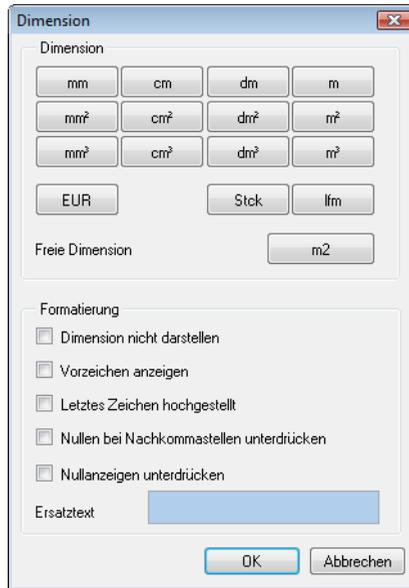 Dimension
Dimension
mm cm dm m
mm² cm² dm² m²
mm³ cm³ dm³ m³
EUR Stck lfm
Freie Dimension m2
Formatierung
Dimension nicht darstellen
Vorzeichen anzeigen
Letztes Zeichen hochgestellt
Nullen bei Nachkommastellen unterdrücken
Nullanzeigen unterdrücken
Ersatztext
OK Abbrechen